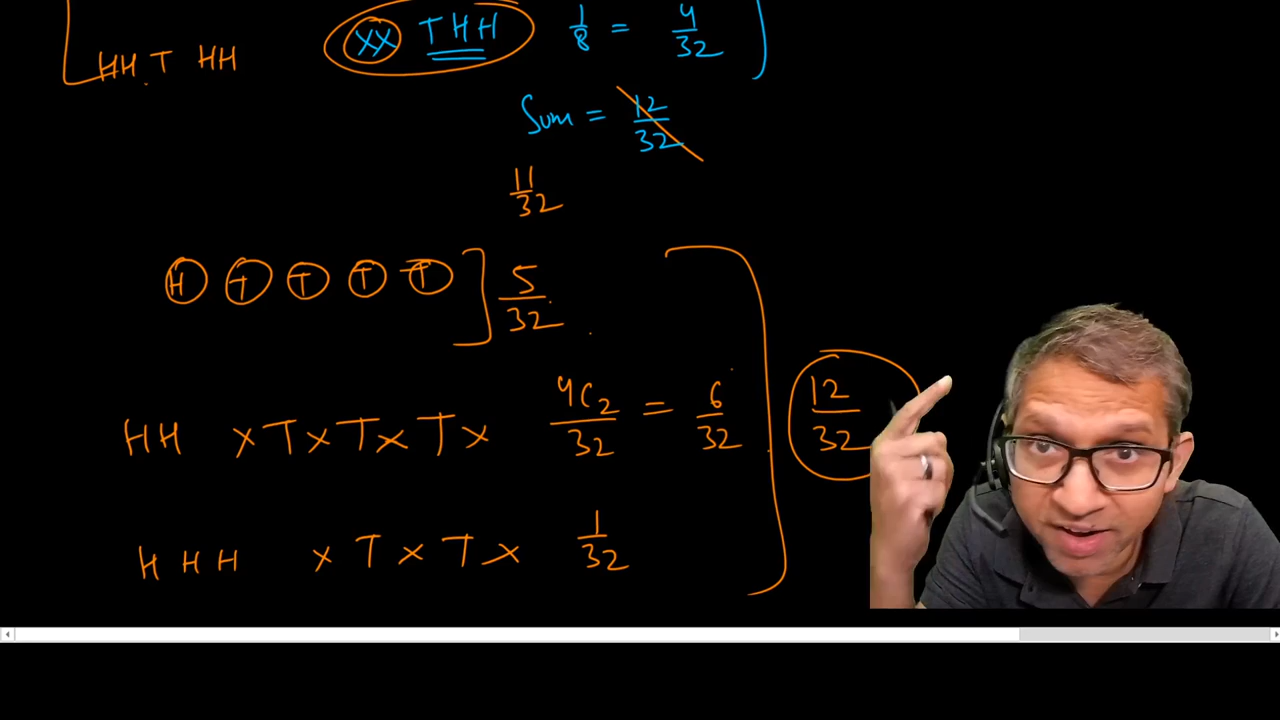 XX THH 1/8 = 4/32
HH T HH
Sum = 12/32
11/32
H T T T T ] 5/32
HH xTxTxTx 4C2/32 = 6/32
12/32
HHH xTxTx 1/32